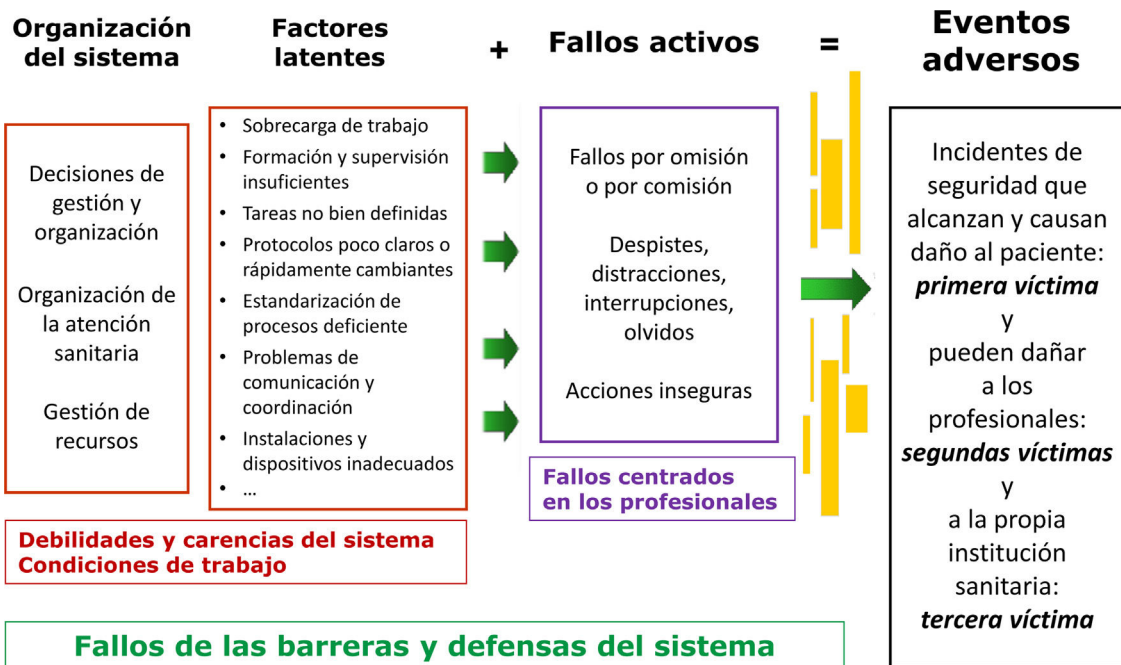 Organización
del sistema
Factores
latentes
+
Fallos activos
=
Eventos
adversos
Decisiones de
gestión y
organización
Organización de
la atención
sanitaria
Gestión de
recursos
• Sobrecarga de trabajo
• Formación y supervisión
insuficientes
• Tareas no bien definidas
• Protocolos poco claros o
rápidamente cambiantes
• Estandarización de
procesos deficiente
• Problemas de
comunicación y
coordinación
• Instalaciones y
dispositivos inadecuados
• ...
Fallos por omisión
o por comisión
Despistes,
distracciones,
interrupciones,
olvidos
Acciones inseguras
Incidentes de
seguridad que
alcanzan y causan
daño al paciente:
primera víctima
y
pueden dañar
a los
profesionales:
segundas víctimas
y
a la propia
institución
sanitaria:
tercera víctima
Fallos centrados
en los profesionales
Debilidades y carencias del sistema
Condiciones de trabajo
Fallos de las barreras y defensas del sistema